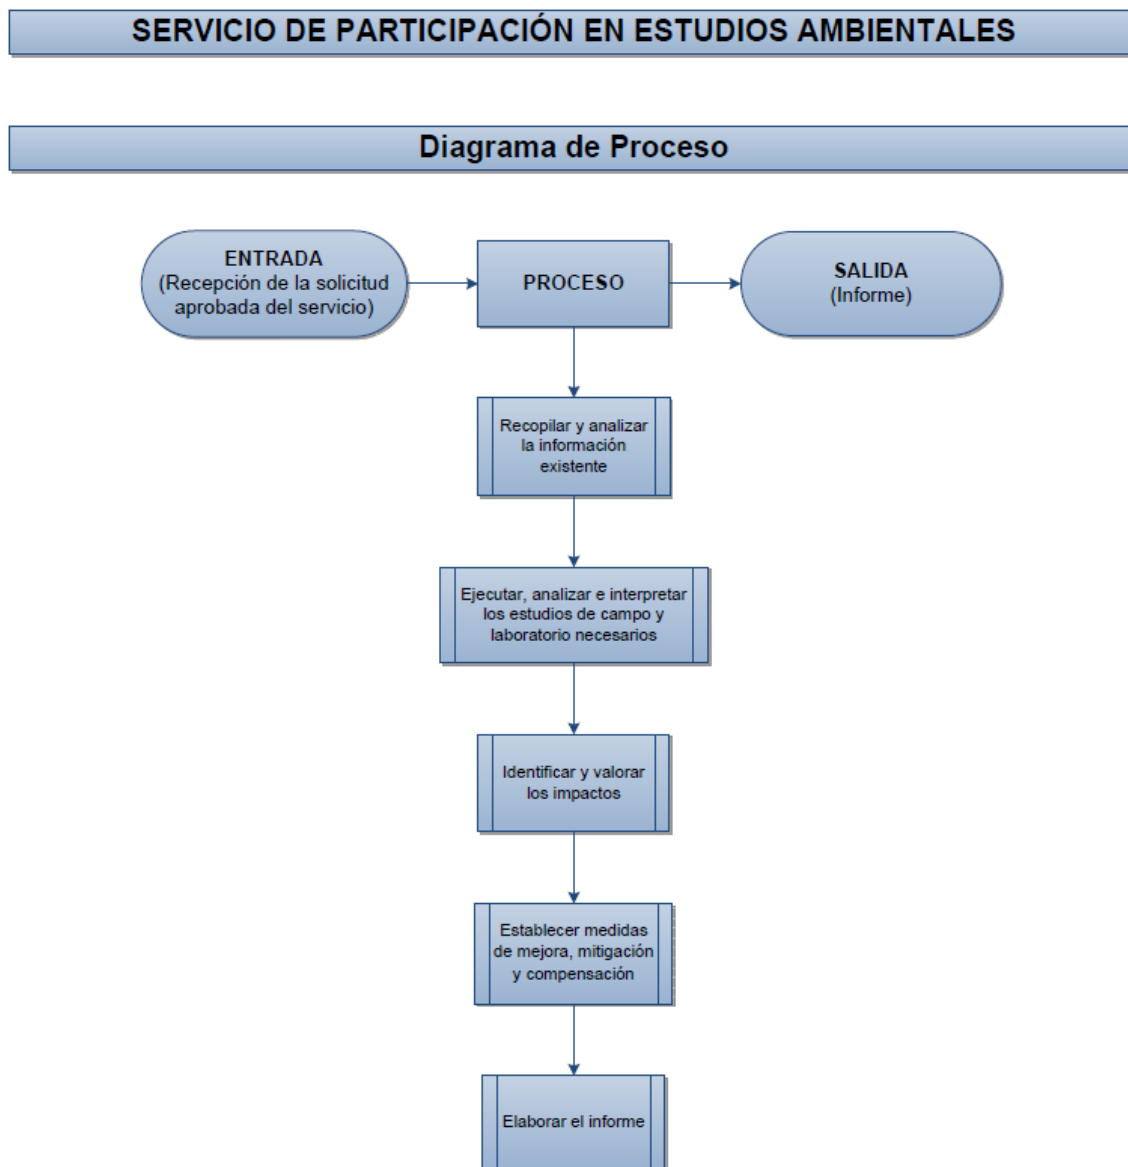 SERVICIO DE PARTICIPACIÓN EN ESTUDIOS AMBIENTALES
Diagrama de Proceso
ENTRADA
(Recepción de la solicitud
aprobada del servicio)
PROCESO
SALIDA
(Informe)
Recopilar y analizar
la información
existente
Ejecutar, analizar e interpretar
los estudios de campo y
laboratorio necesarios
Identificar y valorar
los impactos
Establecer medidas
de mejora, mitigación
y compensación
Elaborar el informe